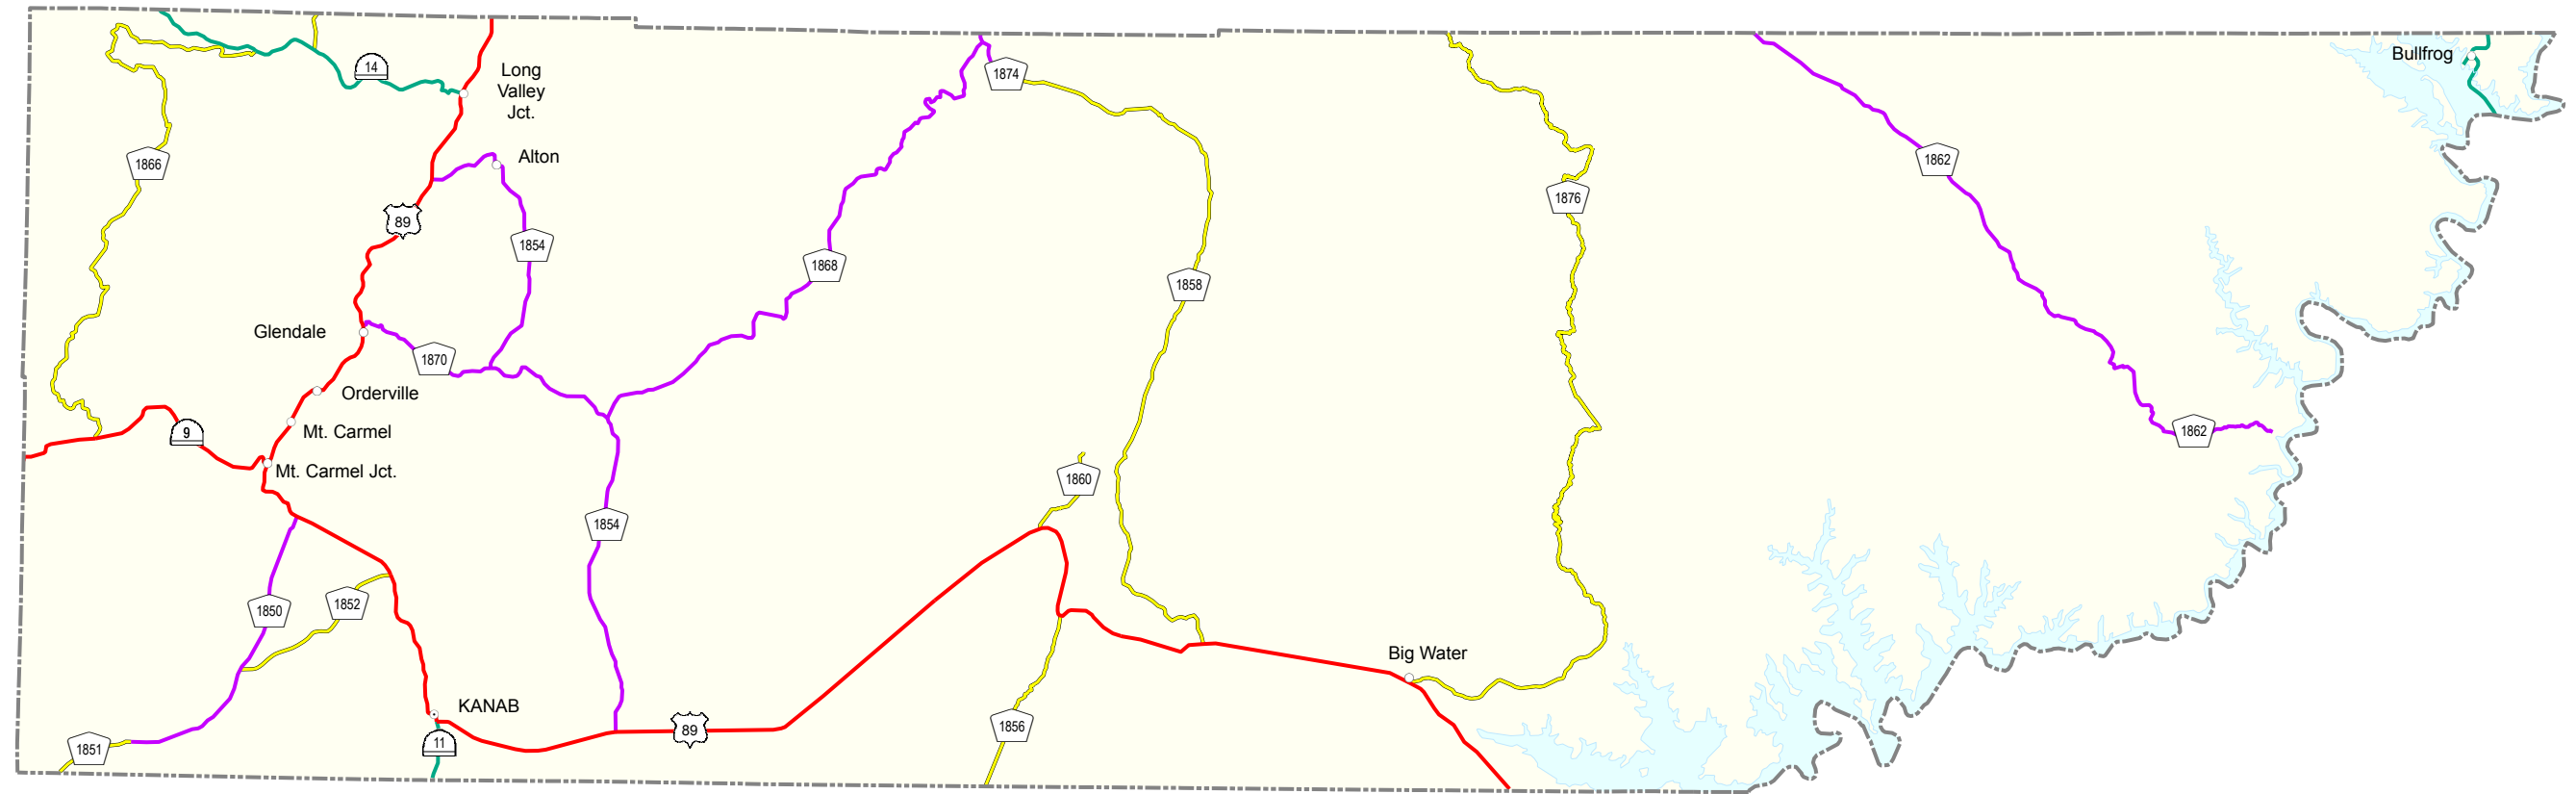 Bullfrog
14
Long
Valley
Jct.
1874
Alton
1866
1862
1876
89
1854
1868
1858
Glendale
1870
Orderville
9
Mt. Carmel
1862
Mt. Carmel Jct.
1860
1854
1850
1852
Big Water
KANAB
1856
89
11
1851